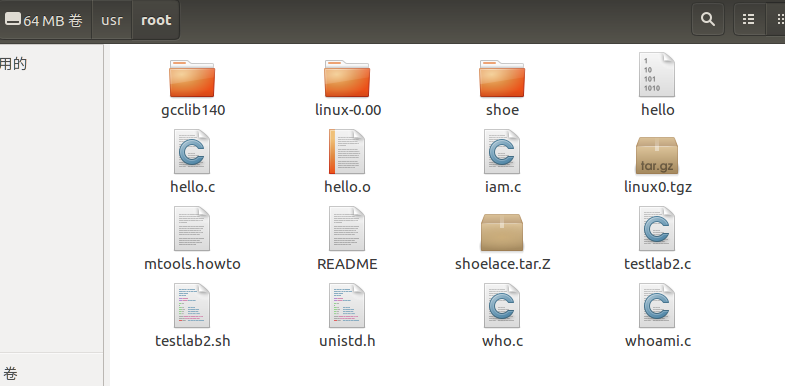 64 MB 卷 usr root
用的
gcclib140 linux-0.00 shoe hello
hello.c hello.o iam.c linux0.tgz
mtools.howto README shoelace.tar.Z testlab2.c
testlab2.sh unistd.h who.c whoami.c
卷
1
10
101
1010
tar.gz